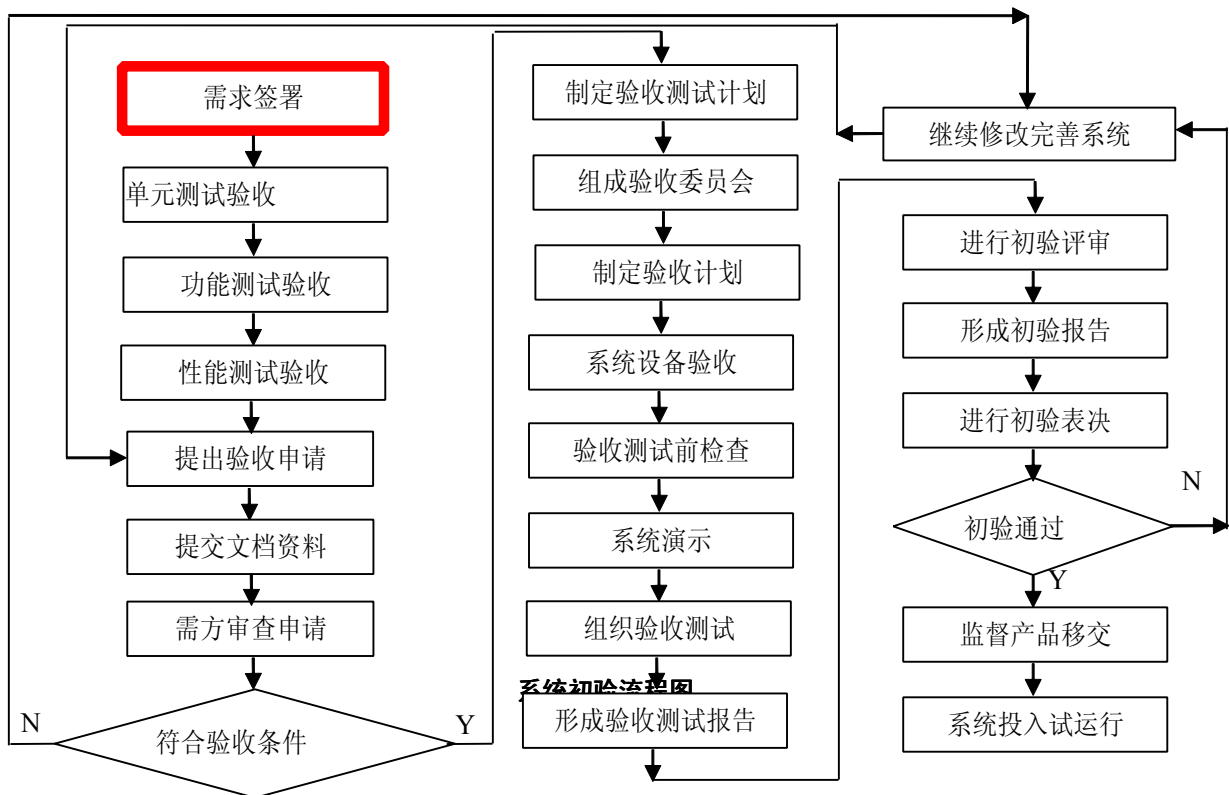 需求签署
单元测试验收
功能测试验收
性能测试验收
提出验收申请
提交文档资料
需方审查申请
N
符合验收条件
Y
制定验收测试计划
组成验收委员会
制定验收计划
系统设备验收
验收测试前检查
系统演示
组织验收测试
系统初验流程图
形成验收测试报告
继续修改完善系统
进行初验评审
形成初验报告
进行初验表决
N
初验通过
Y
监督产品移交
系统投入试运行